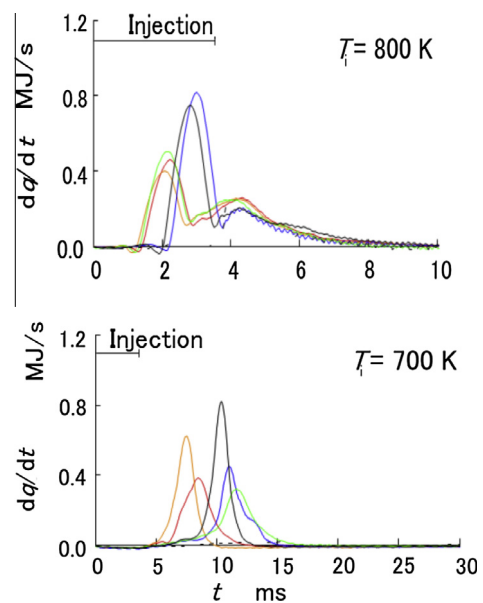 1.2
Injection
Ti = 800 K
dq/dt MJ/s
0.8
0.4
0.0
0 2 4 6 8 10
1.2
Injection
Ti = 700 K
dq/dt MJ/s
0.8
0.4
0.0
0 5 10 15 20 25 30
t ms